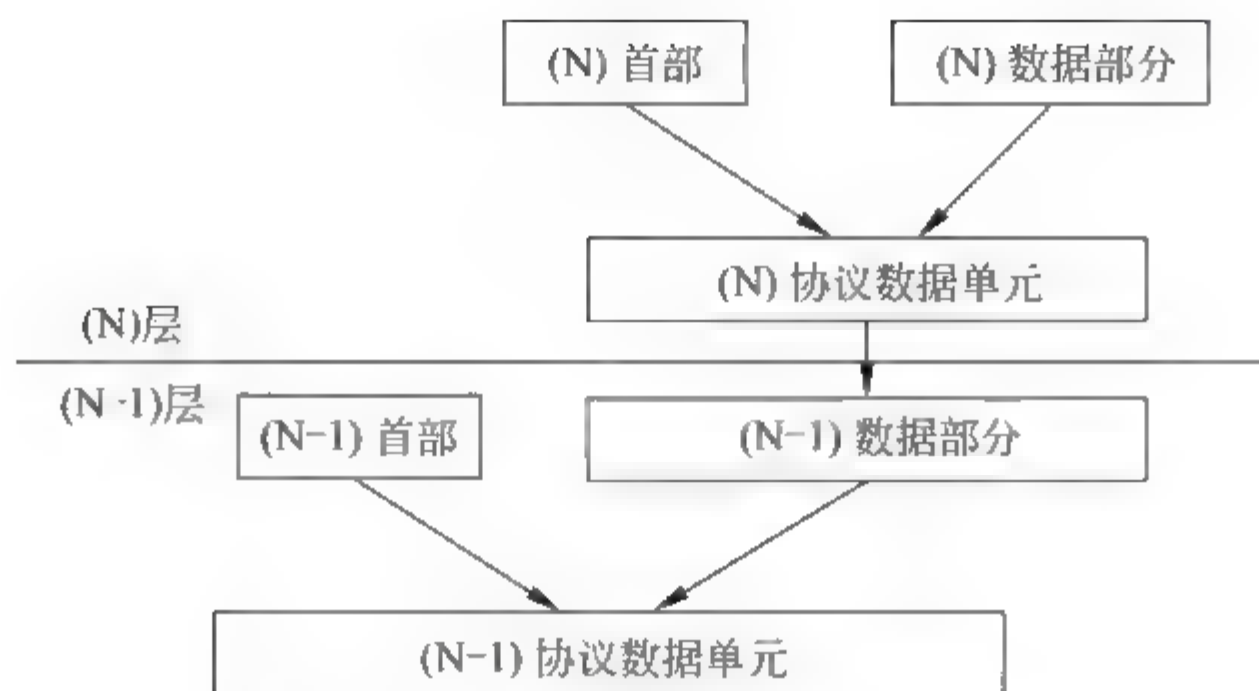 (N) 首部
(N) 数据部分
(N) 协议数据单元
(N)层
(N-1)层
(N-1) 首部
(N-1) 数据部分
(N-1) 协议数据单元